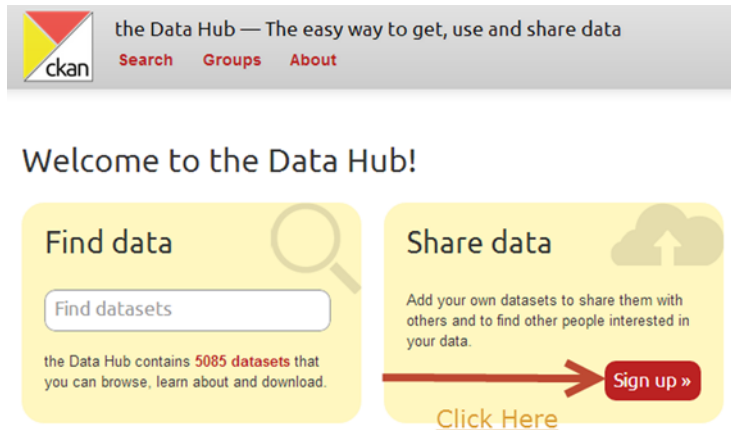 the Data Hub — The easy way to get, use and share data
ckan
Search Groups About
Welcome to the Data Hub!
Find data
Find datasets
the Data Hub contains 5085 datasets that
you can browse, learn about and download.
Share data
Add your own datasets to share them with
others and to find other people interested in
your data.
Sign up »
Click Here